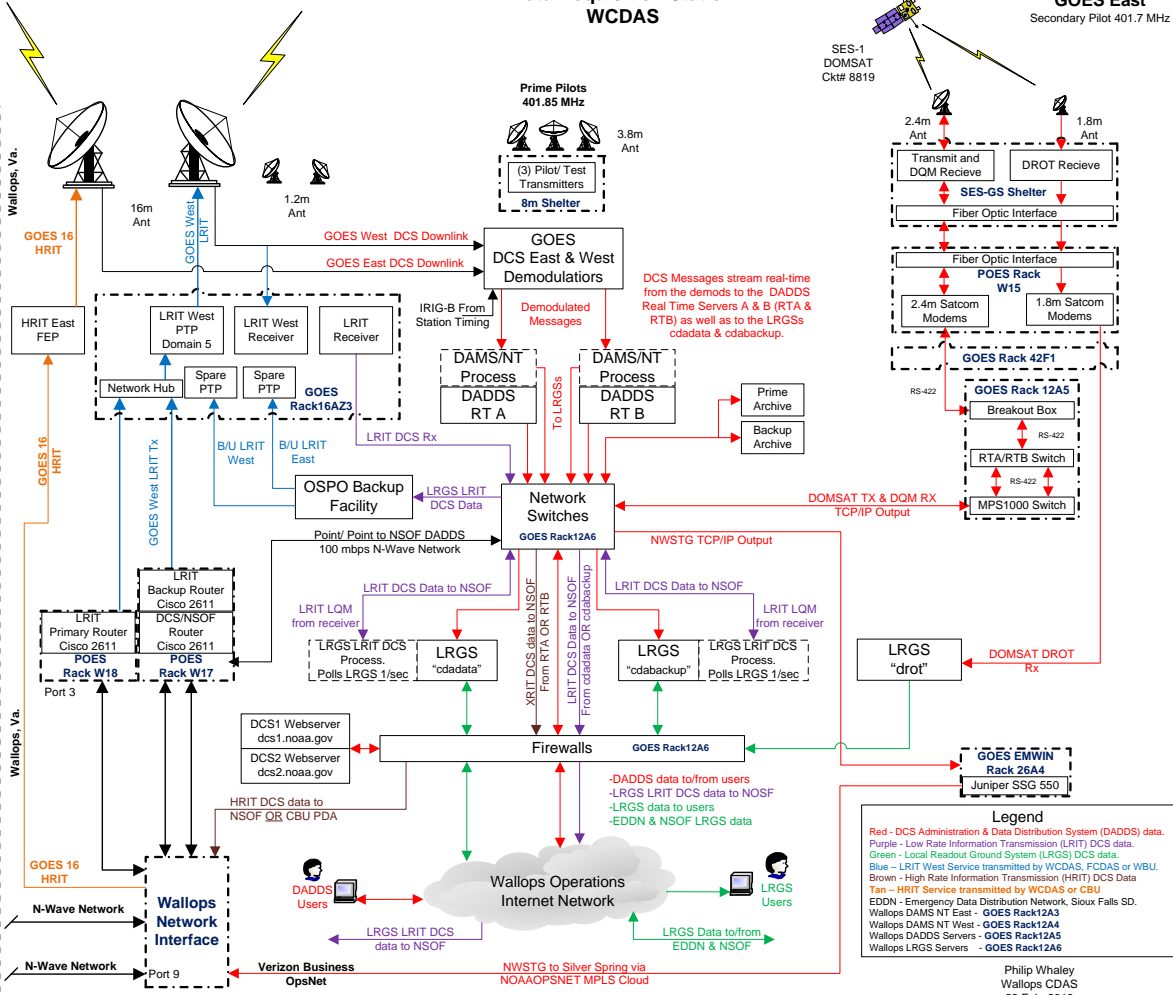 WCDAS
GOES East
Secondary Pilot 401.7 MHz
SES-1
DOMSAT
Ckt# 8819
Prime Pilots
401.85 MHz
3.8m
Ant
(3) Pilot/ Test
Transmitters
8m Shelter
2.4m
Ant
1.8m
Ant
Transmit and
DQM Recieve
DROT Recieve
SES-GS Shelter
Fiber Optic Interface
Fiber Optic Interface
POES Rack
W15
2.4m Satcom
Modems
1.8m Satcom
Modems
GOES Rack 42F1
RS-422
GOES Rack 12A5
Breakout Box
RS-422
RTA/RTB Switch
RS-422
MPS1000 Switch
Wallops, Va.
16m
Ant
1.2m
Ant
GOES 16
HRIT
GOES West
LRIT
GOES West DCS Downlink
GOES East DCS Downlink
GOES
DCS East & West
Demodulatiors
IRIG-B From
Station Timing
Demodulated
Messages
DCS Messages stream real-time
from the demods to the DADDS
Real Time Servers A & B (RTA &
RTB) as well as to the LRGSs
cdadata & cdabackup.
HRIT East
FEP
LRIT West
PTP
Domain 5
LRIT West
Receiver
LRIT
Receiver
Network Hub
Spare
PTP
Spare
PTP
GOES
Rack16AZ3
DAMS/NT
Process
DADDS
RT A
To LRGSs
DAMS/NT
Process
DADDS
RT B
Prime
Archive
Backup
Archive
GOES 16
HRIT
GOES West LRIT Tx
B/U LRIT
West
B/U LRIT
East
LRIT DCS Rx
OSPO Backup
Facility
LRGS LRIT
DCS Data
Network
Switches
GOES Rack12A6
DOMSAT TX & DQM RX
TCP/IP Output
NWSTG TCP/IP Output
Point/ Point to NSOF DADDS
100 mbps N-Wave Network
LRIT
Backup Router
Cisco 2611
LRIT
Primary Router
Cisco 2611
POES
Rack W18
DCS/NSOF
Router
Cisco 2611
POES
Rack W17
Port 3
LRIT DCS Data to NSOF
LRIT LQM
from receiver
XRIT DCS data to NSOF
From RTA OR RTB
LRIT DCS Data to NSOF
From cdadata OR cdabackup
LRIT DCS Data to NSOF
LRIT LQM
from receiver
LRGS LRIT DCS
Process.
Polls LRGS 1/sec
LRGS
"cdadata"
LRGS
"cdabackup"
LRGS LRIT DCS
Process.
Polls LRGS 1/sec
LRGS
“drot”
DOMSAT DROT
Rx
Wallops, Va.
DCS1 Webserver
dcs1.noaa.gov
DCS2 Webserver
dcs2.noaa.gov
Firewalls
GOES Rack12A6
GOES EMWIN
Rack 26A4
Juniper SSG 550
-DADDS data to/from users
-LRGS LRIT DCS data to NOSF
-LRGS data to users
-EDDN & NSOF LRGS data
HRIT DCS data to
NSOF OR CBU PDA
Legend
Red - DCS Administration & Data Distribution System (DADDS) data.
Purple - Low Rate Information Transmission (LRIT) DCS data.
Green - Local Readout Ground System (LRGS) DCS data.
Blue – LRIT West Service transmitted by WCDAS, FCDAS or WBU.
Brown - High Rate Information Transmission (HRIT) DCS Data
Tan – HRIT Service transmitted by WCDAS or CBU
EDDN - Emergency Data Distribution Network, Sioux Falls SD.
Wallops DAMS NT East - GOES Rack12A3
Wallops DAMS NT West - GOES Rack12A4
Wallops DADDS Servers - GOES Rack12A5
Wallops LRGS Servers - GOES Rack12A6
GOES 16
HRIT
N-Wave Network
N-Wave Network
Wallops
Network
Interface
Port 9
DADDS
Users
Wallops Operations
Internet Network
LRGS
Users
LRGS LRIT DCS
data to NSOF
LRGS Data to/from
EDDN & NSOF
Verizon Business
OpsNet
NWSTG to Silver Spring via
NOAAOPSNET MPLS Cloud
Philip Whaley
Wallops CDAS